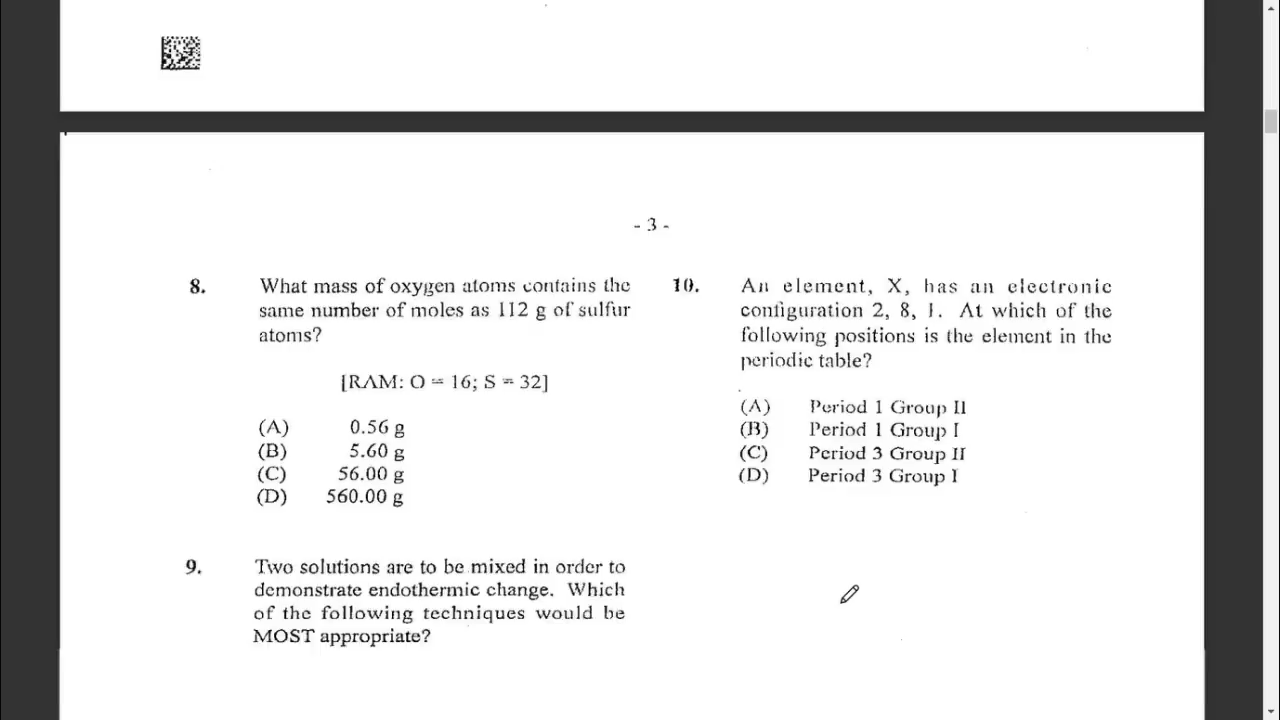 - 3 -
8. What mass of oxygen atoms contains the
same number of moles as 112 g of sulfur
atoms?
[RAM: O = 16; S = 32]
(A) 0.56 g
(B) 5.60 g
(C) 56.00 g
(D) 560.00 g
9. Two solutions are to be mixed in order to
demonstrate endothermic change. Which
of the following techniques would be
MOST appropriate?
10. An element, X, has an electronic
configuration 2, 8, 1. At which of the
following positions is the element in the
periodic table?
(A) Period 1 Group II
(B) Period 1 Group I
(C) Period 3 Group II
(D) Period 3 Group I